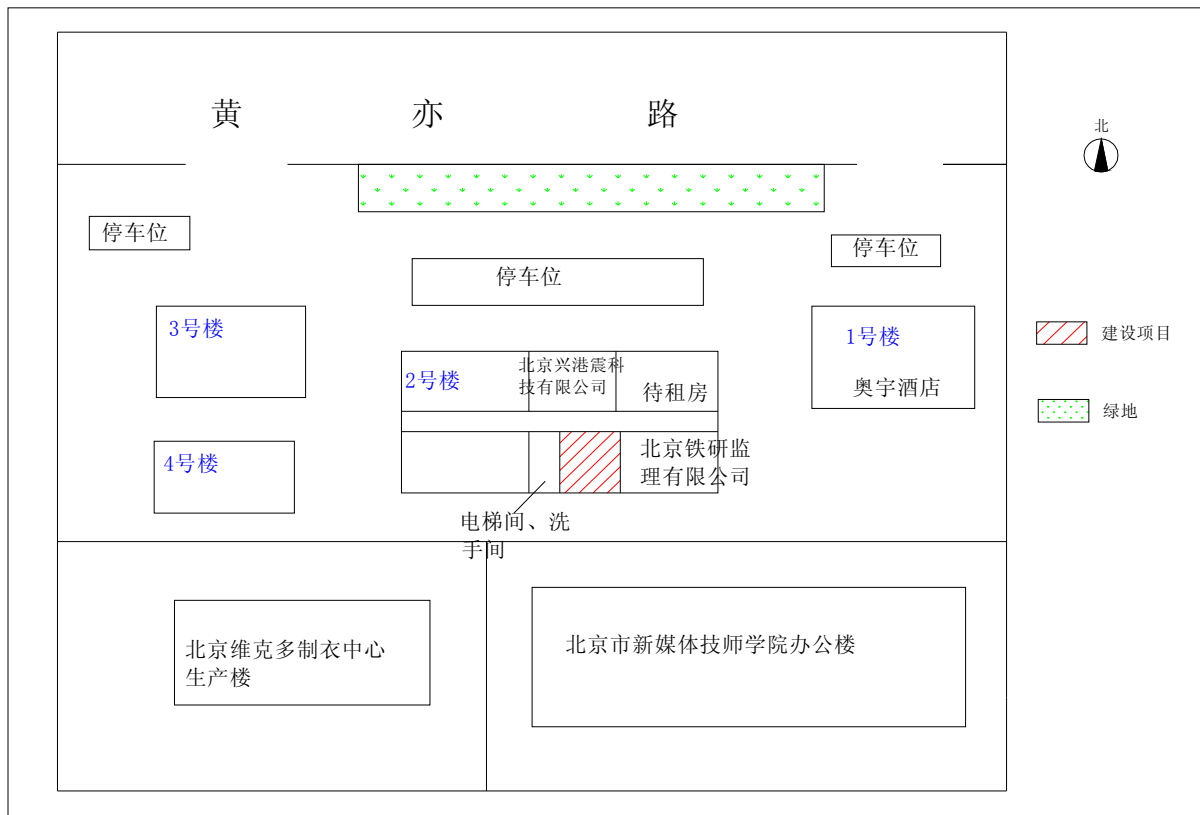 黄亦路
北
停车位
停车位
停车位
3号楼
1号楼
奥宇酒店
建设项目
绿地
2号楼
北京兴港震科
技有限公司
待租房
4号楼
北京铁研监
理有限公司
电梯间、洗
手间
北京维克多制衣中心
生产楼
北京市新媒体技师学院办公楼